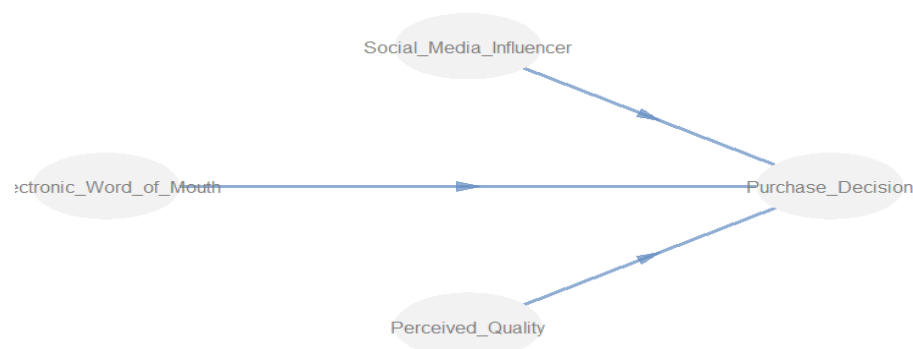 Social_Media_Influencer
ectronic_Word_of_Mouth
Purchase_Decision
Perceived_Quality